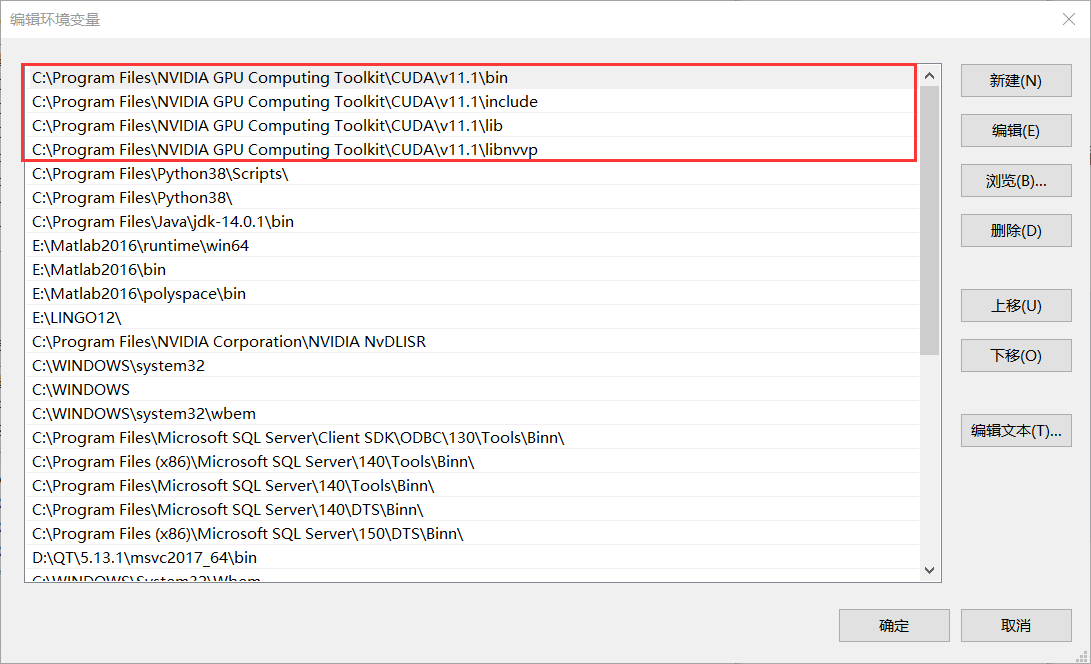 编辑环境变量
C:\Program Files\NVIDIA GPU Computing Toolkit\CUDA\v11.1\bin
C:\Program Files\NVIDIA GPU Computing Toolkit\CUDA\v11.1\include
C:\Program Files\NVIDIA GPU Computing Toolkit\CUDA\v11.1\lib
C:\Program Files\NVIDIA GPU Computing Toolkit\CUDA\v11.1\libnvvp
C:\Program Files\Python38\Scripts\
C:\Program Files\Python38\
C:\Program Files\Java\jdk-14.0.1\bin
E:\Matlab2016\runtime\win64
E:\Matlab2016\bin
E:\Matlab2016\polyspace\bin
E:\LINGO12\
C:\Program Files\NVIDIA Corporation\NVIDIA NvDLISR
C:\WINDOWS\system32
C:\WINDOWS
C:\WINDOWS\system32\wbem
C:\Program Files\Microsoft SQL Server\Client SDK\ODBC\130\Tools\Binn\
C:\Program Files (x86)\Microsoft SQL Server\140\Tools\Binn\
C:\Program Files\Microsoft SQL Server\140\Tools\Binn\
C:\Program Files\Microsoft SQL Server\140\DTS\Binn\
C:\Program Files (x86)\Microsoft SQL Server\150\DTS\Binn\
D:\QT\5.13.1\msvc2017_64\bin
C:\WINDOWS\System32\Wbem
新建(N)
编辑(E)
浏览(B)...
删除(D)
上移(U)
下移(O)
编辑文本(T)...
确定
取消